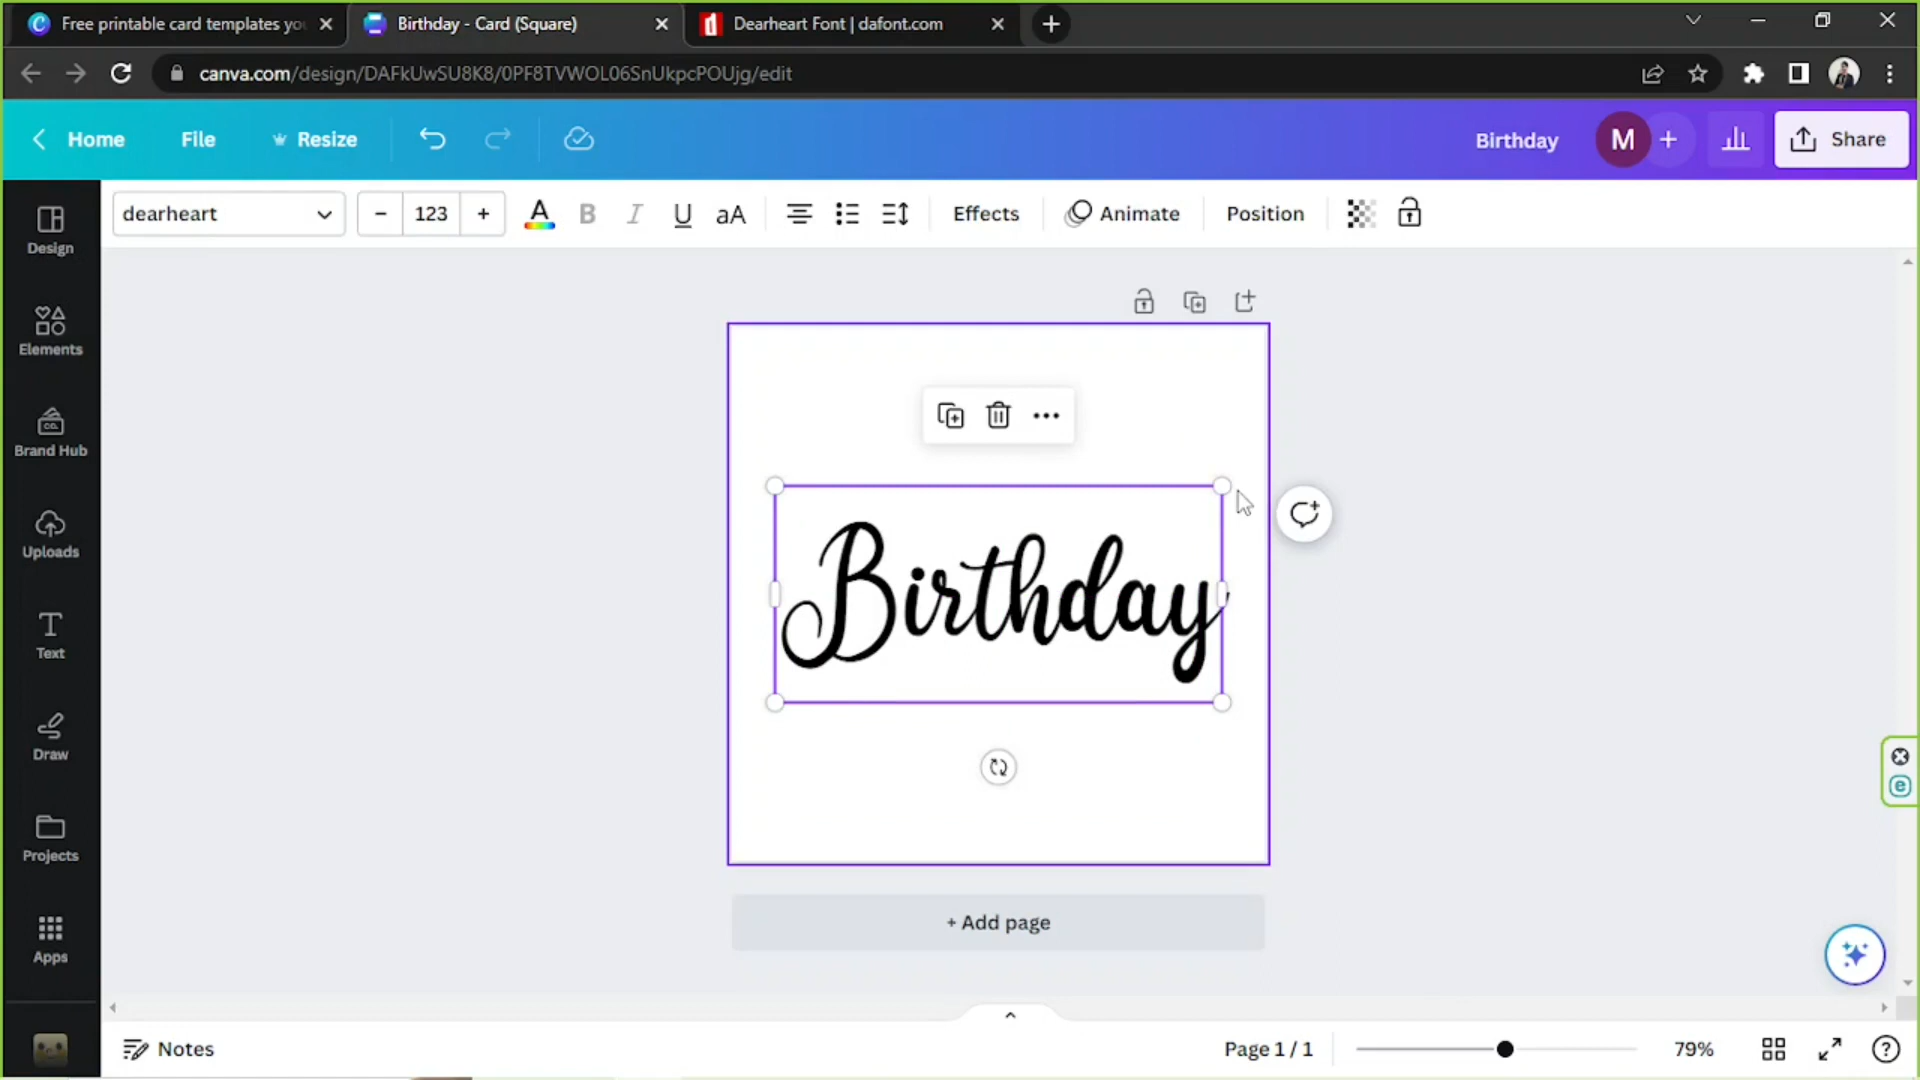 Free printable card templates yo
Birthday - Card (Square)
Dearheart Font | dafont.com
canva.com/design/DAFkUwSU8K8/0PF8TVWOL06SnUkpcPOUjg/edit
Home
File
Resize
Birthday
M
Share
dearheart
- 123 +
A
B
I
U
aA
Effects
Animate
Position
Design
Elements
CO.
Brand Hub
Uploads
Text
Draw
Projects
Apps
Birthday
+ Add page
Notes
Page 1 / 1
79%